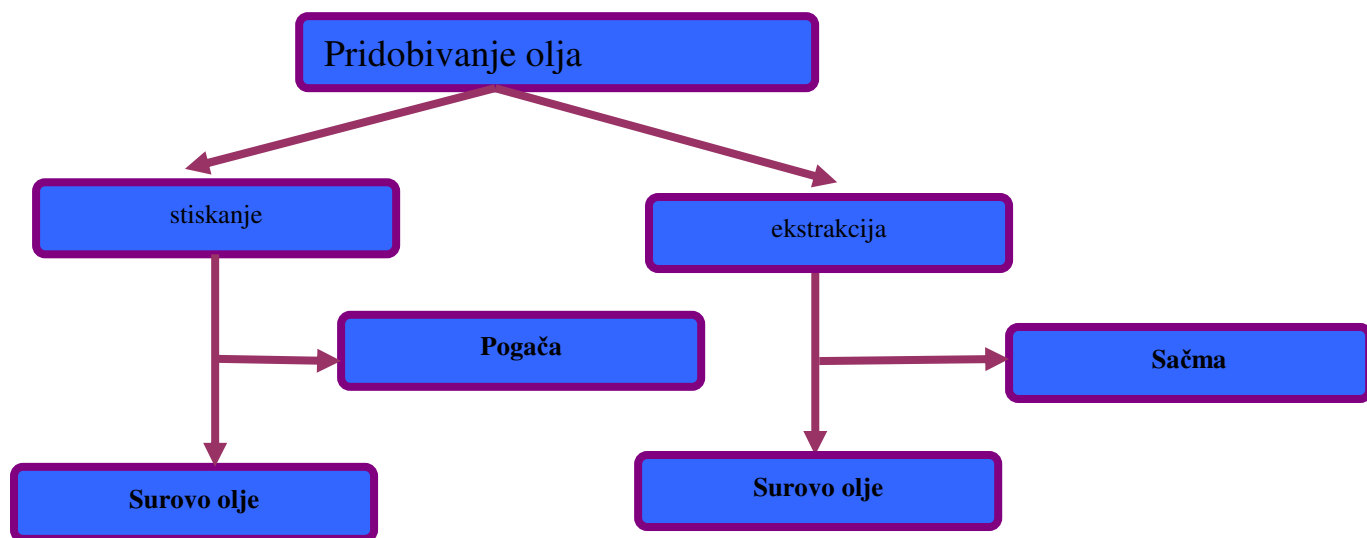 Pridobivanje olja
stiskanje
ekstrakcija
Pogača
Sačma
Surovo olje
Surovo olje